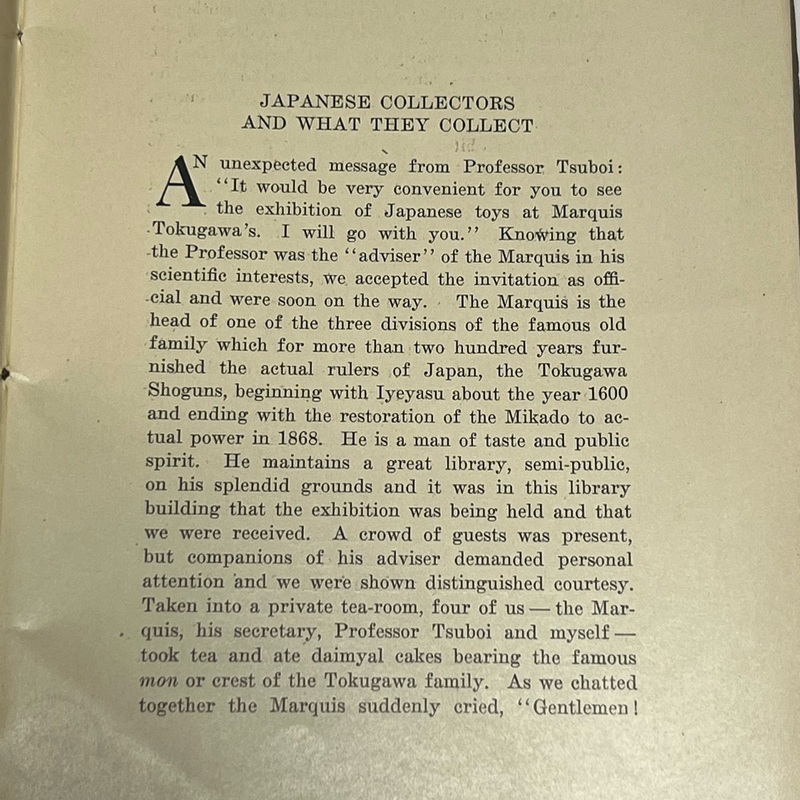 JAPANESE COLLECTORS
AND WHAT THEY COLLECT
AN unexpected message from Professor Tsuboi:
“It would be very convenient for you to see
the exhibition of Japanese toys at Marquis
Tokugawa's. I will go with you.” Knowing that
the Professor was the “adviser” of the Marquis in his
scientific interests, we accepted the invitation as offi-
cial and were soon on the way. The Marquis is the
head of one of the three divisions of the famous old
family which for more than two hundred years fur-
nished the actual rulers of Japan, the Tokugawa
Shoguns, beginning with Iyeyasu about the year 1600
and ending with the restoration of the Mikado to ac-
tual power in 1868. He is a man of taste and public
spirit. He maintains a great library, semi-public,
on his splendid grounds and it was in this library
building that the exhibition was being held and that
we were received. A crowd of guests was present,
but companions of his adviser demanded personal
attention and we were shown distinguished courtesy.
Taken into a private tea-room, four of us — the Mar-
quis, his secretary, Professor Tsuboi and myself —
took tea and ate daimyal cakes bearing the famous
mon or crest of the Tokugawa family. As we chatted
together the Marquis suddenly cried, “Gentlemen!